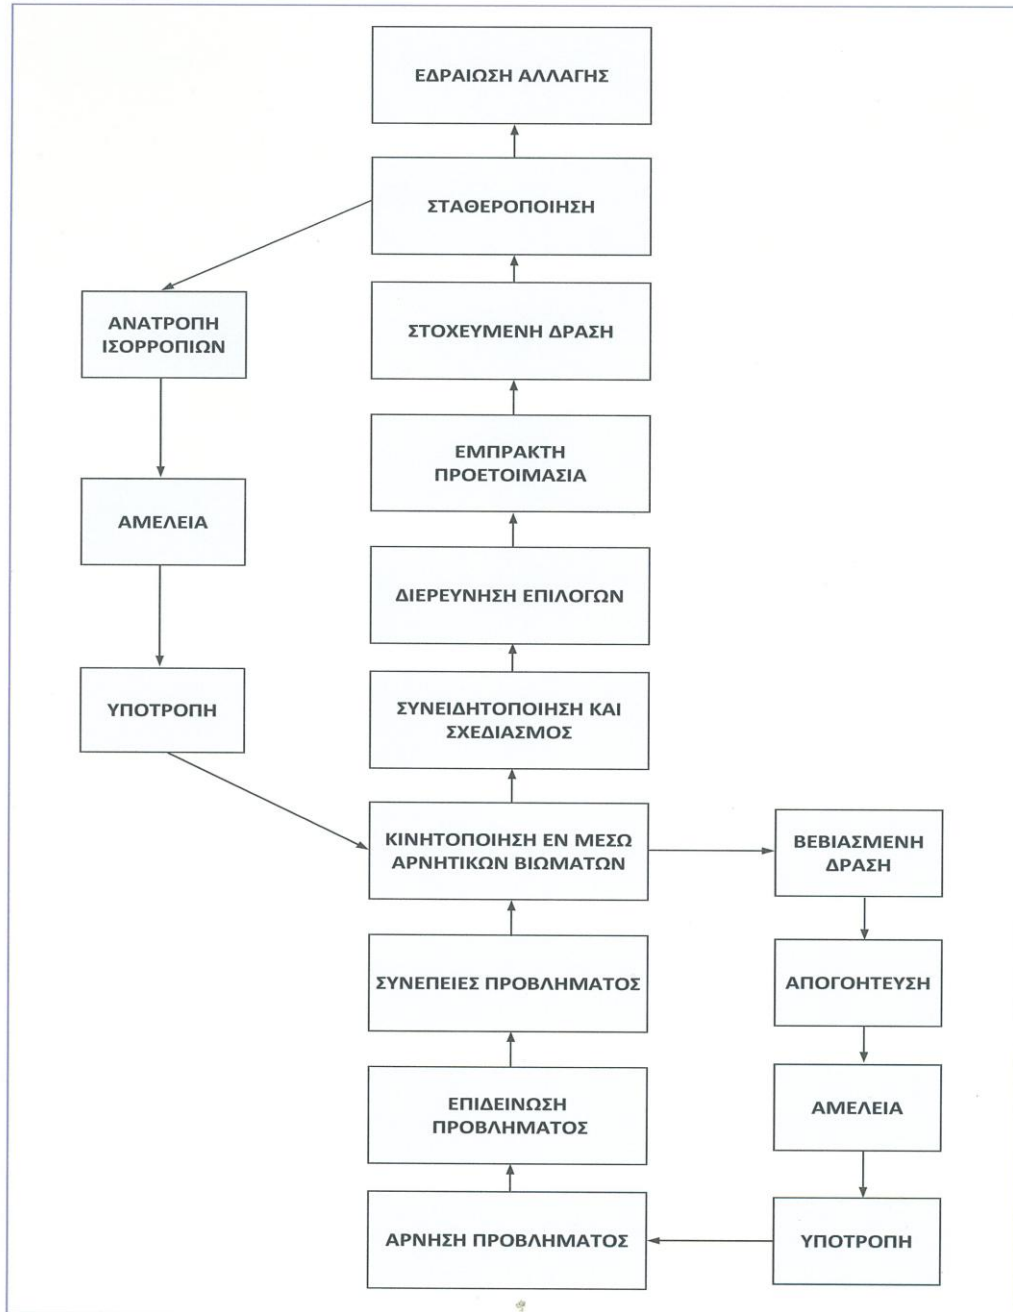 ΕΔΡΑΙΩΣΗ ΑΛΛΑΓΗΣ
ΣΤΑΘΕΡΟΠΟΙΗΣΗ
ΑΝΑΤΡΟΠΗ
ΙΣΟΡΡΟΠΙΩΝ
ΣΤΟΧΕΥΜΕΝΗ ΔΡΑΣΗ
ΕΜΠΡΑΚΤΗ
ΠΡΟΕΤΟΙΜΑΣΙΑ
ΑΜΕΛΕΙΑ
ΔΙΕΡΕΥΝΗΣΗ ΕΠΙΛΟΓΩΝ
ΥΠΟΤΡΟΠΗ
ΣΥΝΕΙΔΗΤΟΠΟΙΗΣΗ ΚΑΙ
ΣΧΕΔΙΑΣΜΟΣ
ΚΙΝΗΤΟΠΟΙΗΣΗ ΕΝ ΜΕΣΩ
ΑΡΝΗΤΙΚΩΝ ΒΙΩΜΑΤΩΝ
ΒΕΒΙΑΣΜΕΝΗ
ΔΡΑΣΗ
ΣΥΝΕΠΕΙΕΣ ΠΡΟΒΛΗΜΑΤΟΣ
ΑΠΟΓΟΗΤΕΥΣΗ
ΕΠΙΔΕΙΝΩΣΗ
ΠΡΟΒΛΗΜΑΤΟΣ
ΑΜΕΛΕΙΑ
ΑΡΝΗΣΗ ΠΡΟΒΛΗΜΑΤΟΣ
ΥΠΟΤΡΟΠΗ